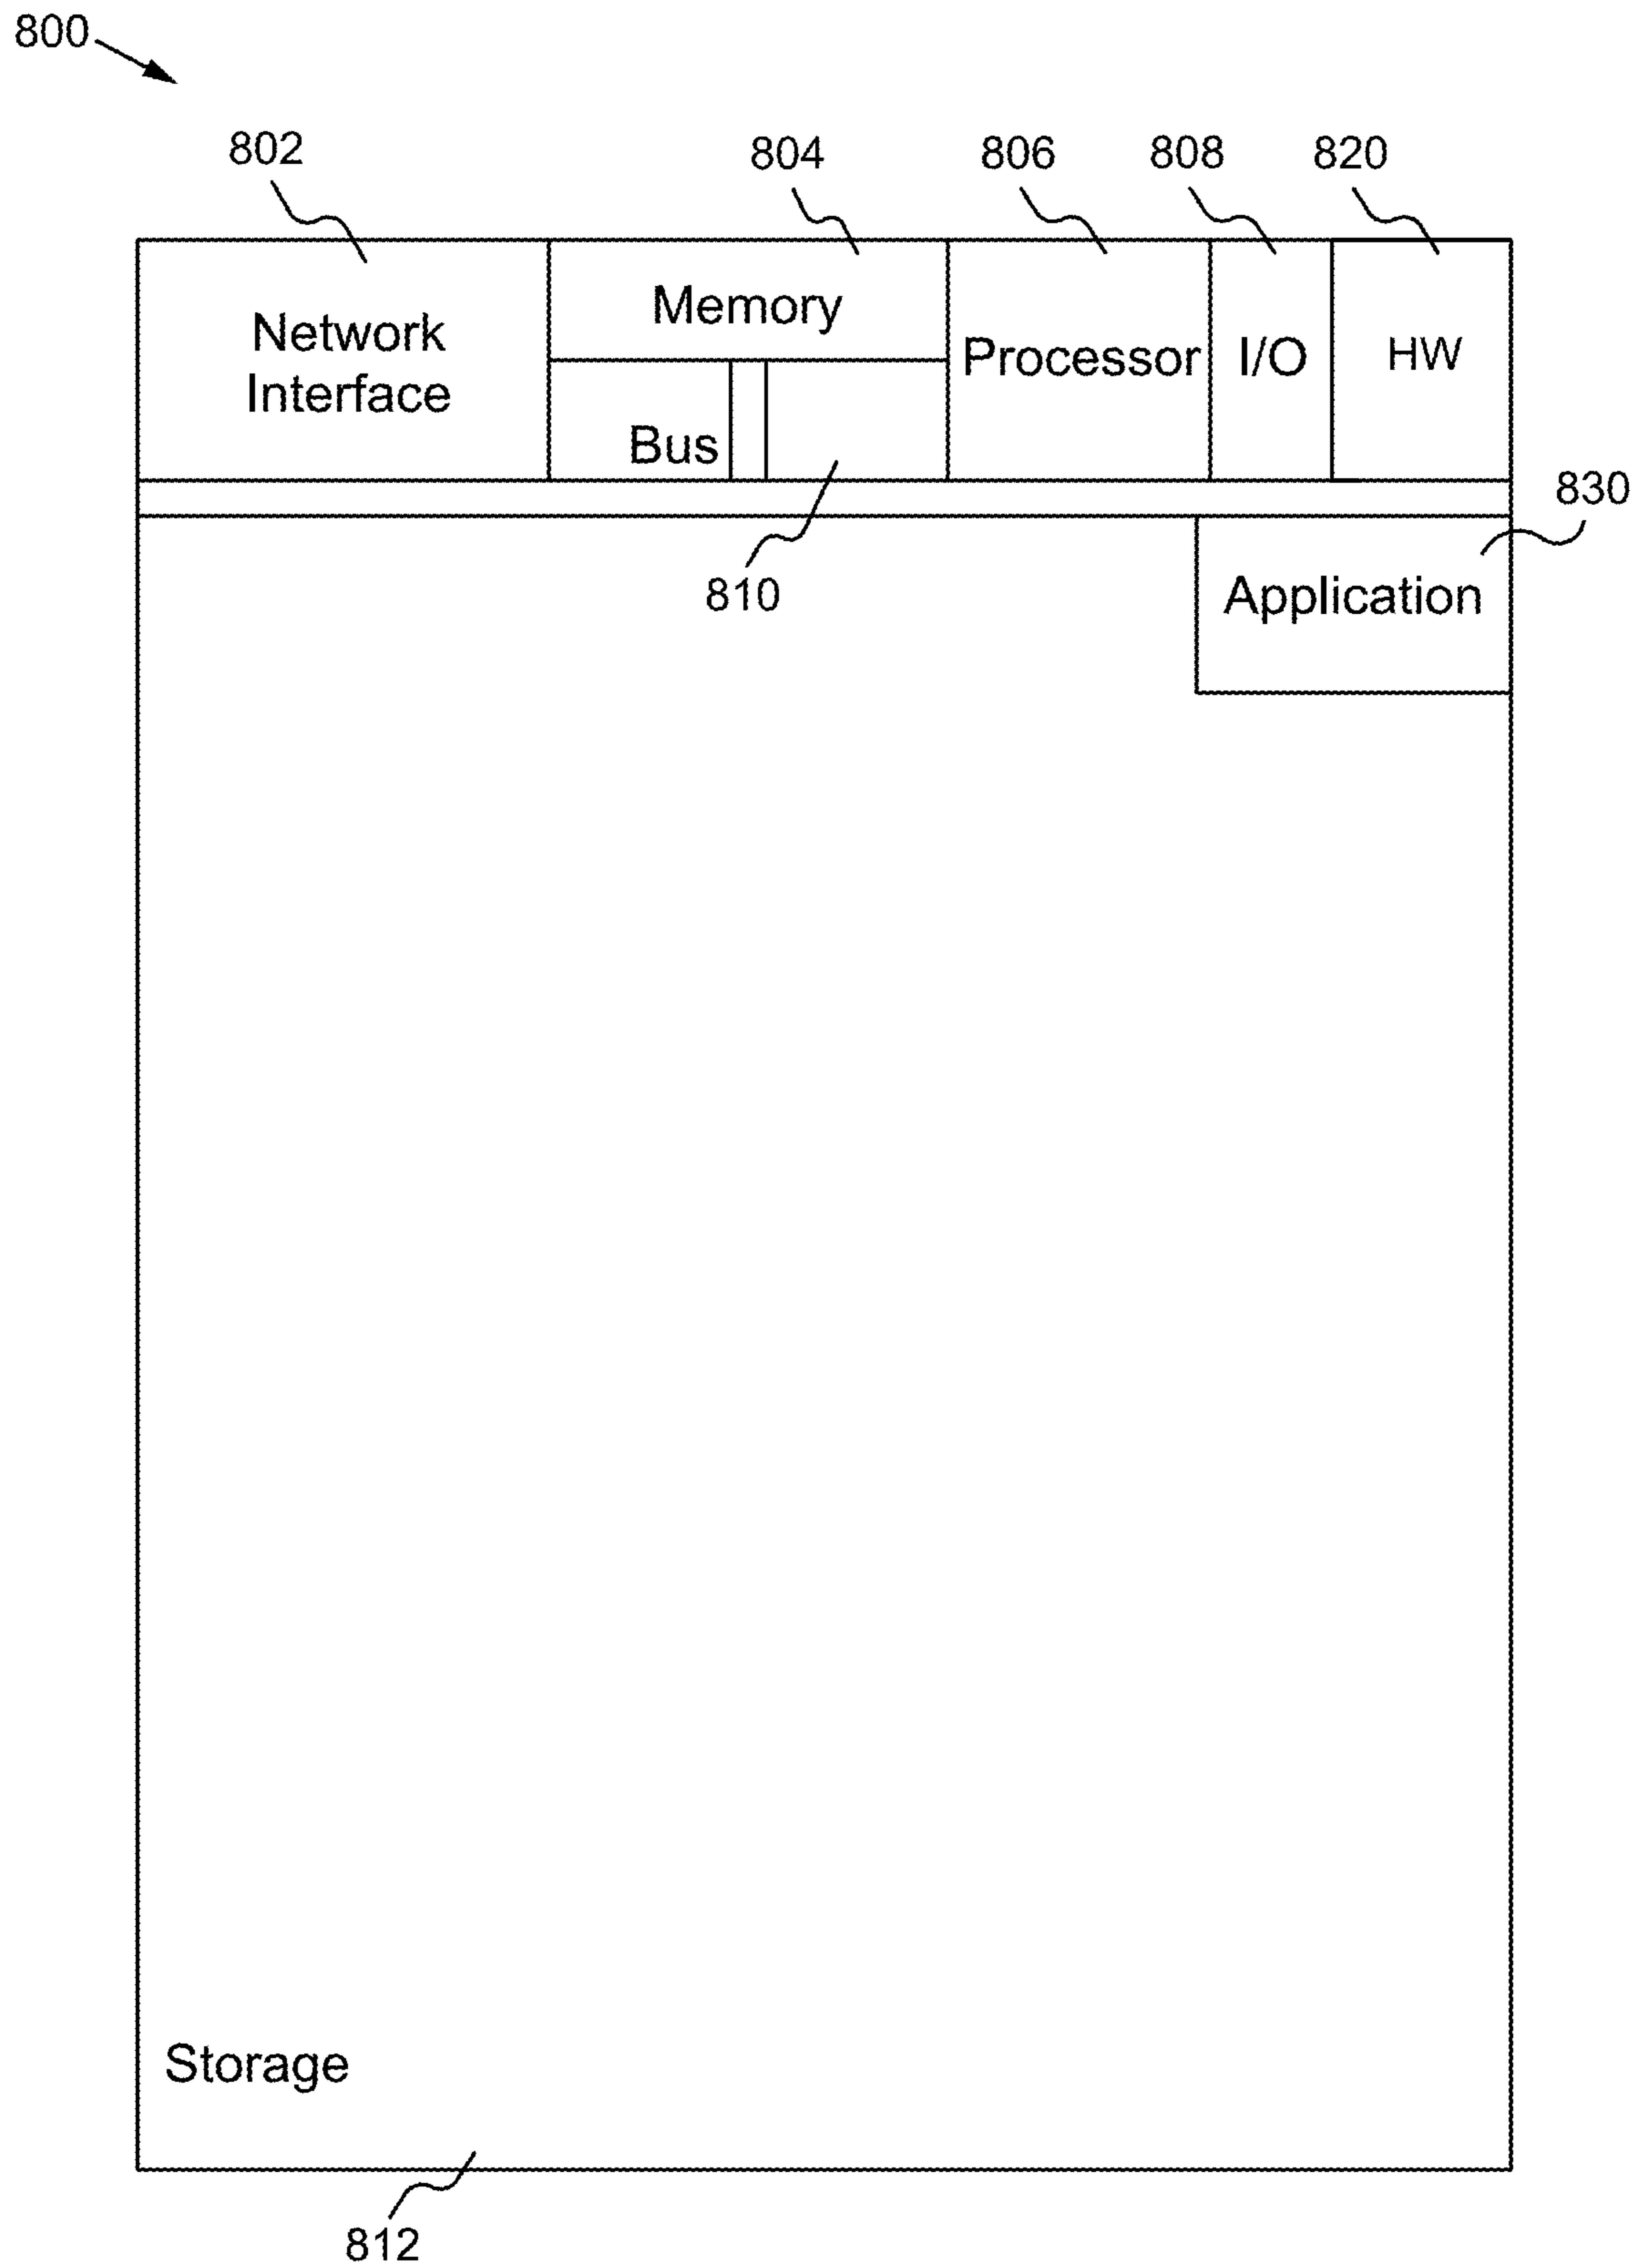 800
802
804
806
808
820
Network
Interface
Memory
Processor
I/O
HW
Bus
830
810
Application
Storage
812